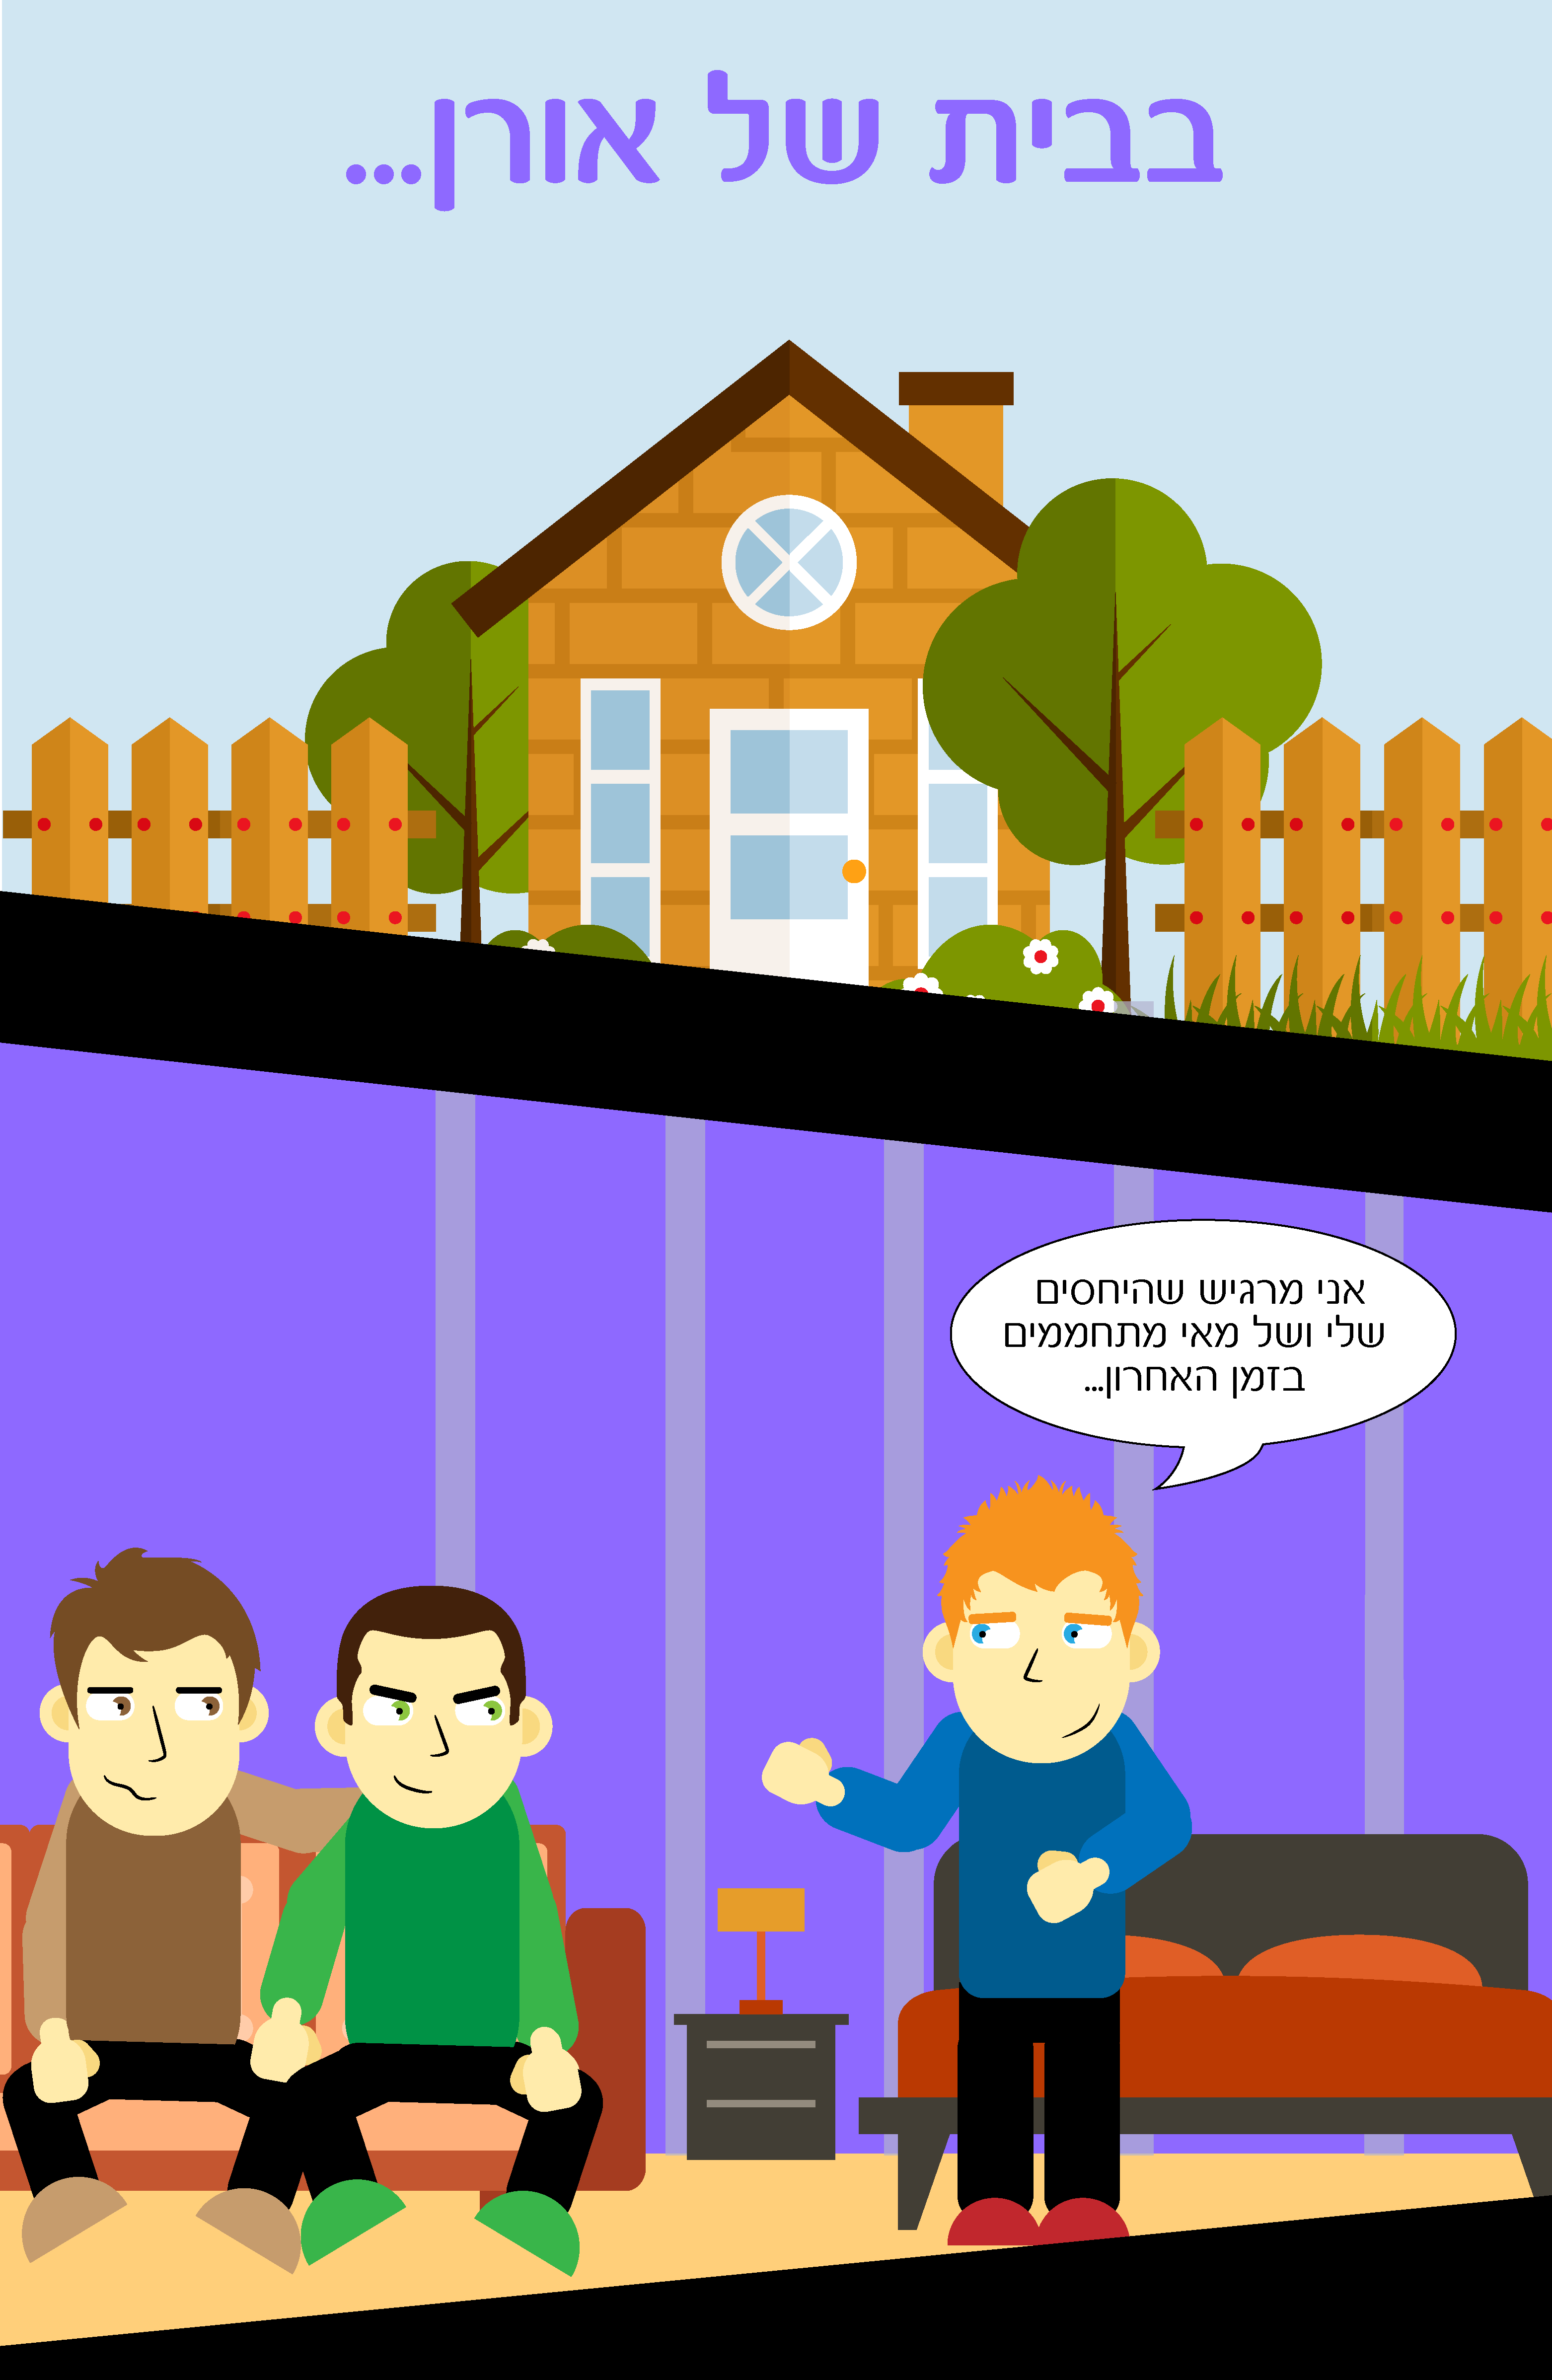 בבית של אורן...
אני מרגיש שהיחסים
שלי ושל מאי מתחממים
בזמן האחרון...